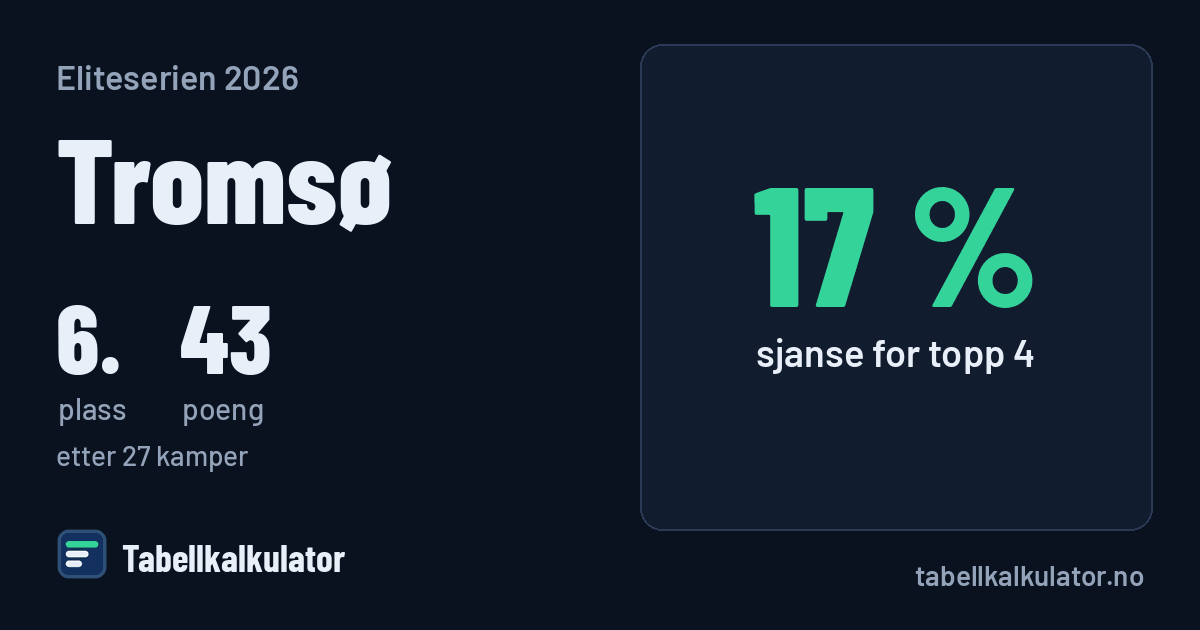 Eliteserien 2026
Tromsø
6. 43
plass poeng
etter 27 kamper
Tabellkalkulator
17 %
sjanse for topp 4
tabellkalkulator.no